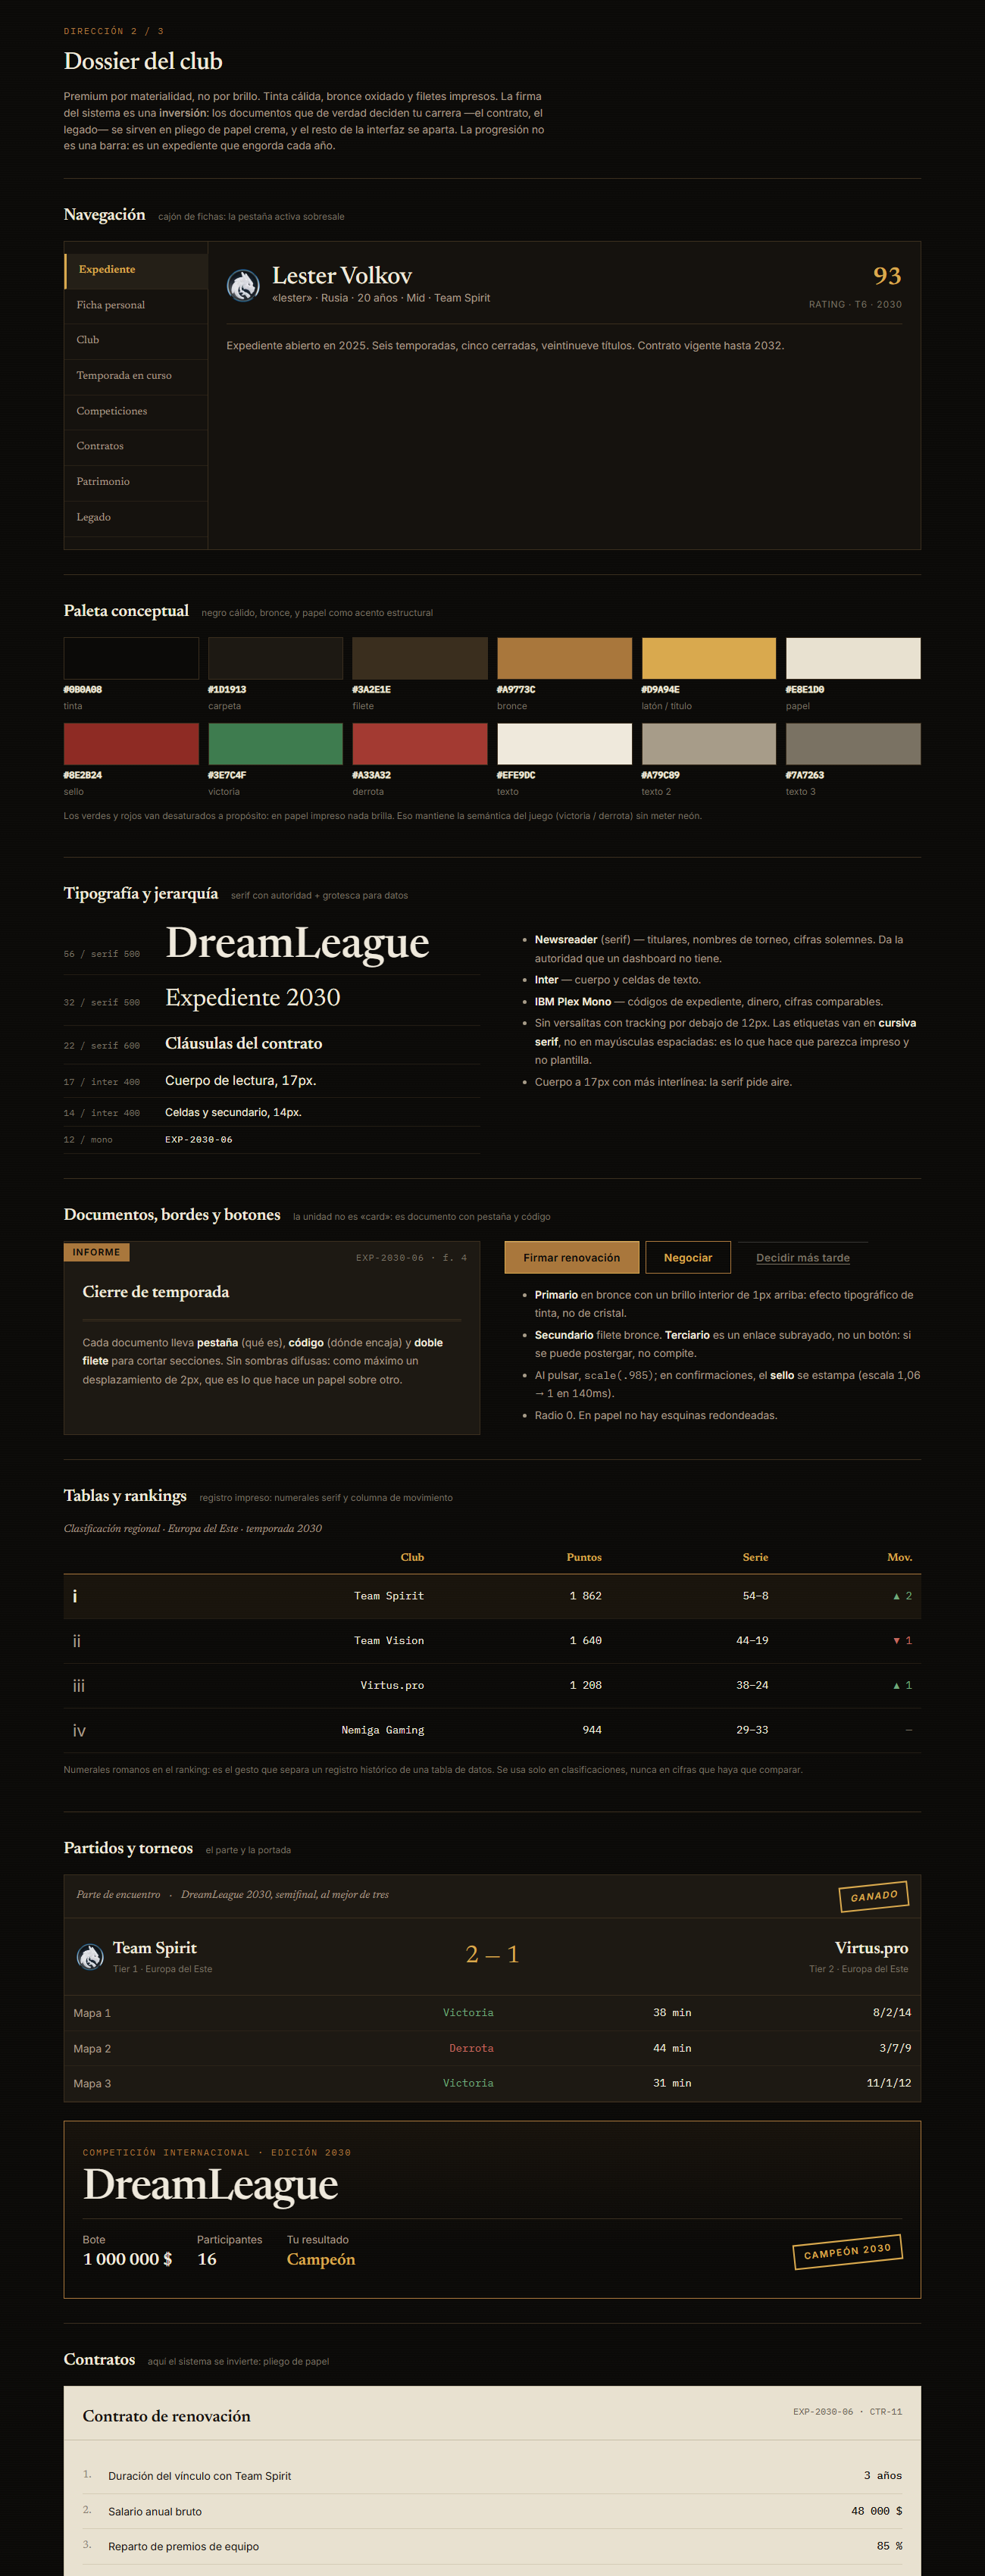 DIRECCIÓN 2 / 3
Dossier del club
Premium por materialidad, no por brillo. Tinta cálida, bronce oxidado y filetes impresos. La firma
del sistema es una inversión: los documentos que de verdad deciden tu carrera —el contrato, el
legado— se sirven en pliego de papel crema, y el resto de la interfaz se aparta. La progresión no
es una barra: es un expediente que engorda cada año.
Navegación cajón de fichas: la pestaña activa sobresale
Expediente
Ficha personal
Club
Temporada en curso
Competiciones
Contratos
Patrimonio
Legado
Lester Volkov
«lester» · Rusia · 20 años · Mid · Team Spirit
93
RATING · T6 · 2030
Expediente abierto en 2025. Seis temporadas, cinco cerradas, veintinueve títulos. Contrato vigente hasta 2032.
Paleta conceptual negro cálido, bronce, y papel como acento estructural
#0B0A08 #1D1913 #3A2E1E #A9773C #D9A94E #E8E1D0
tinta carpeta filete bronce latón / titulo papel
#8E2B24 #3E7C4F #A33A32 #EFE9DC #A79C89 #7A7263
sello victoria derrota texto texto 2 texto 3
Los verdes y rojos van desaturados a propósito: en papel impreso nada brilla. Eso mantiene la semántica del juego (victoria / derrota) sin meter neón.
Tipografía y jerarquía serif con autoridad + grotesca para datos
56 / serif 500 DreamLeague
32 / serif 500 Expediente 2030
22 / serif 600 Cláusulas del contrato
17 / inter 400 Cuerpo de lectura, 17px.
14 / inter 400 Celdas y secundario, 14px.
12 / mono EXP-2030-06
• Newsreader (serif) — titulares, nombres de torneo, cifras solemnes. Da la
autoridad que un dashboard no tiene.
• Inter — cuerpo y celdas de texto.
• IBM Plex Mono — códigos de expediente, dinero, cifras comparables.
• Sin versalitas con tracking por debajo de 12px. Las etiquetas van en cursiva
serif, no en mayúsculas espaciadas: es lo que hace que parezca impreso y
no plantilla.
• Cuerpo a 17px con más interlínea: la serif pide aire.
Documentos, bordes y botones la unidad no es «card»: es documento con pestaña y código
INFORME
EXP-2030-06 · f. 4
Cierre de temporada
Cada documento lleva pestaña (qué es), código (dónde encaja) y doble
filete para cortar secciones. Sin sombras difusas: como máximo un
desplazamiento de 2px, que es lo que hace un papel sobre otro.
Firmar renovación Negociar Decidir más tarde
• Primario en bronce con un brillo interior de 1px arriba: efecto tipográfico de
tinta, no de cristal.
• Secundario filete bronce. Terciario es un enlace subrayado, no un botón: si
se puede postergar, no compite.
• Al pulsar, scale(.985); en confirmaciones, el sello se estampa (escala 1,06
→ 1 en 140ms).
• Radio 0. En papel no hay esquinas redondeadas.
Tablas y rankings registro impreso: numerales serif y columna de movimiento
Clasificación regional · Europa del Este · temporada 2030
Club Puntos Serie Mov.
i Team Spirit 1 862 54–8 ▲ 2
ii Team Vision 1 640 44–19 ▼ 1
iii Virtus.pro 1 208 38–24 ▲ 1
iv Nemiga Gaming 944 29–33 —
Numerales romanos en el ranking: es el gesto que separa un registro histórico de una tabla de datos. Se usa solo en clasificaciones, nunca en cifras que haya que comparar.
Partidos y torneos el parte y la portada
Parte de encuentro · DreamLeague 2030, semifinal, al mejor de tres
GANADO
Team Spirit
Tier 1 · Europa del Este
2 – 1
Virtus.pro
Tier 2 · Europa del Este
Mapa 1 Victoria 38 min 8/2/14
Mapa 2 Derrota 44 min 3/7/9
Mapa 3 Victoria 31 min 11/1/12
COMPETICIÓN INTERNACIONAL · EDICIÓN 2030
DreamLeague
Bote Participantes Tu resultado
1 000 000 $ 16 Campeón
CAMPEÓN 2030
Contratos aquí el sistema se invierte: pliego de papel
Contrato de renovación EXP-2030-06 · CTR-11
1. Duración del vínculo con Team Spirit 3 años
2. Salario anual bruto 48 000 $
3. Reparto de premios de equipo 85 %